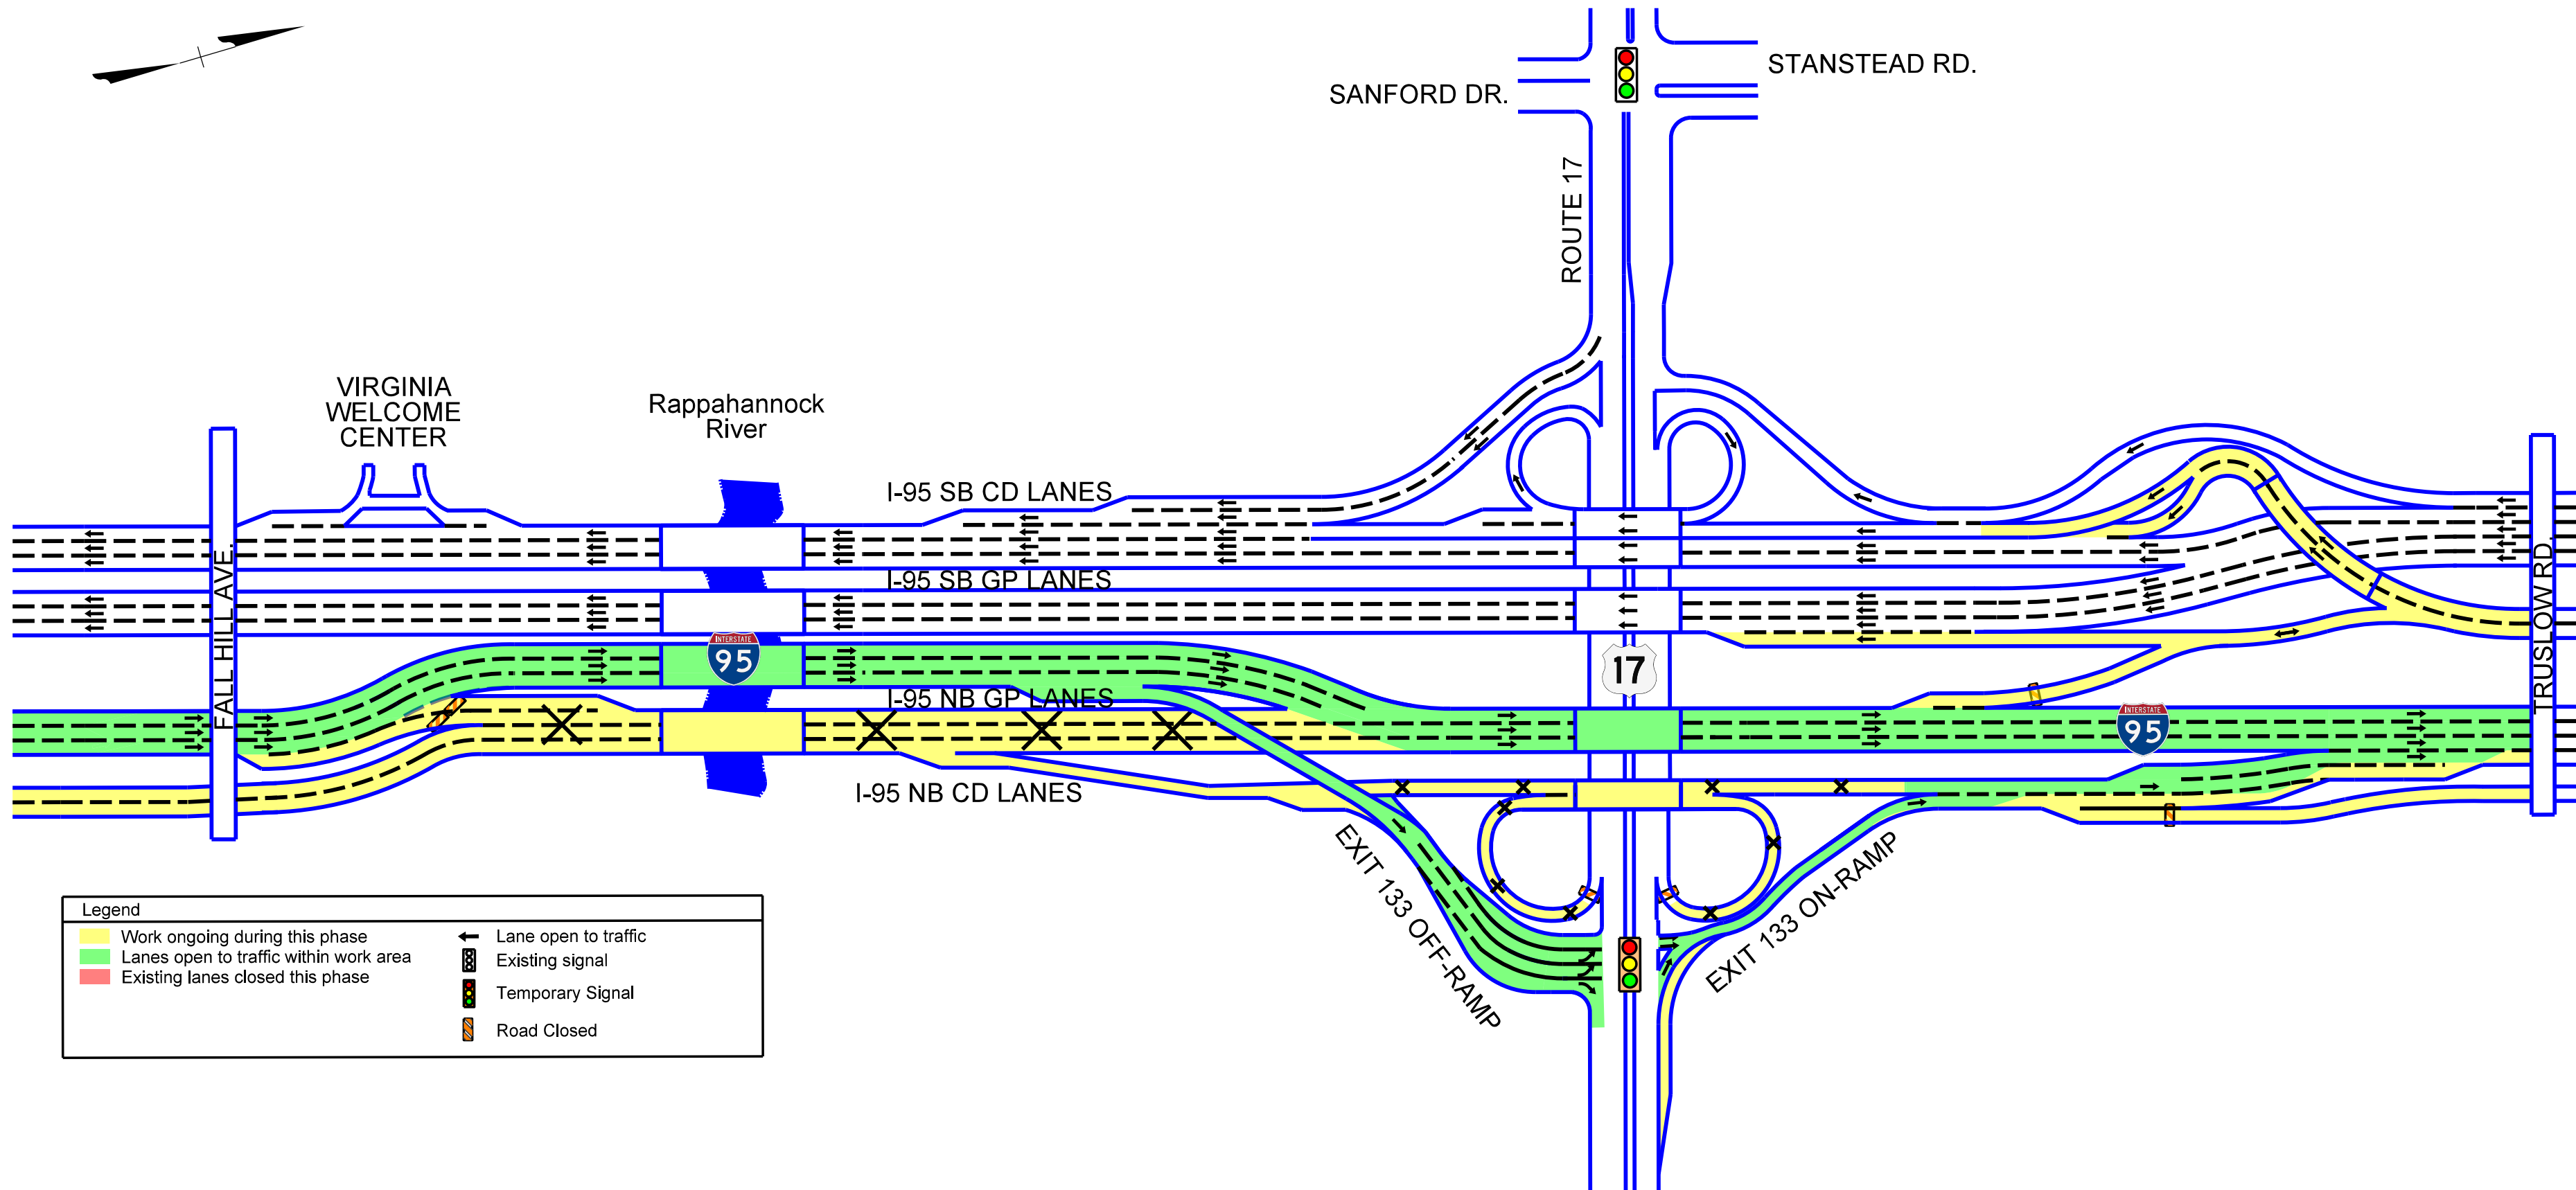 STANSTEAD RD.
SANFORD DR.
ROUTE 17
VIRGINIA
WELCOME
CENTER
Rappahannock
River
I-95 SB CD LANES
FALL HILL AVE.
I-95 SB GP LANES
TRUSLOW RD.
INTERSTATE
95
17
I-95 NB GP LANES
INTERSTATE
95
I-95 NB CD LANES
EXIT 133 OFF-RAMP
EXIT 133 ON-RAMP
Legend
Work ongoing during this phase
Lanes open to traffic within work area
Existing lanes closed this phase
Lane open to traffic
Existing signal
Temporary Signal
Road Closed